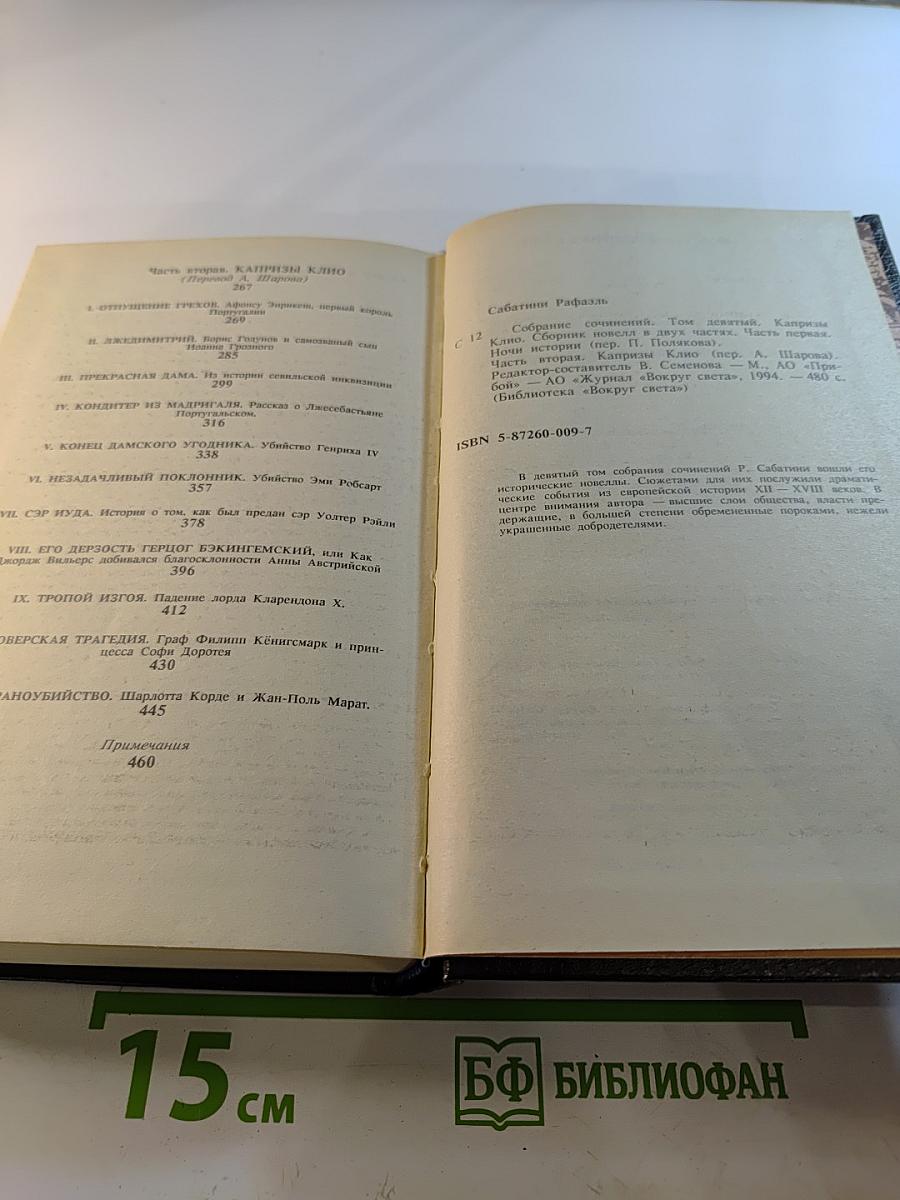 Часть вторая. КАПРИЗЫ КЛИО
(Перевод А. Шарова)
267
I. ОТПУЩЕНИЕ ГРЕХОВ. Афонсу Энрикеш, первый король
Португалии
269
II. ЛЖЕДИМИТРИЙ. Борис Годунов и самозваный сын
Иоанна Грозного
285
III. ПРЕКРАСНАЯ ДАМА. Из истории севильской инквизиции
299
IV. КОНДИТЕР ИЗ МАДРИГАЛЯ. Рассказ о Лжесебастьяне
Португальском.
316
V. КОНЕЦ ДАМСКОГО УГОДНИКА. Убийство Генриха IV
338
VI. НЕЗАДАЧЛИВЫЙ ПОКЛОННИК. Убийство Эми Робсарт
357
VII. СЭР ИУДА. История о том, как был предан сэр Уолтер Рэйли
378
VIII. ЕГО ДЕРЗОСТЬ ГЕРЦОГ БЭКИНГЕМСКИЙ, или Как
Джордж Вильерс добивался благосклонности Анны Австрийской
396
IX. ТРОПОЙ ИЗГОЯ. Падение лорда Кларендона X.
412
ОВЕРСКАЯ ТРАГЕДИЯ. Граф Филипп Кёнигсмарк и прин-
цесса Софи Доротея
430
РАНОУБИЙСТВО. Шарлотта Корде и Жан-Поль Марат.
445
Примечания
460
Сабатини Рафаэль
С 12 Собрание сочинений. Том девятый. Капризы
Клио. Сборник новелл в двух частях. Часть первая.
Ночи истории (пер. П. Полякова).
Часть вторая. Капризы Клио (пер. А. Шарова).
Редактор-составитель В. Семенова — М., АО «При-
бой» — АО «Журнал «Вокруг света», 1994. — 480 с.
(Библиотека «Вокруг света»)
ISBN 5-87260-009-7
В девятый том собрания сочинений Р. Сабатини вошли его
исторические новеллы. Сюжетами для них послужили драмати-
ческие события из европейской истории XII — XVIII веков. В
центре внимания автора — высшие слои общества, власти пре-
держащие, в большей степени обремененные пороками, нежели
украшенные добродетелями.
15 см
БФ БИБЛИОФАН